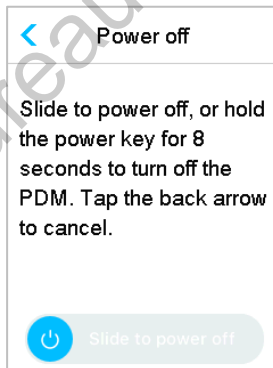 Power off
Slide to power off, or hold
the power key for 8
seconds to turn off the
PDM. Tap the back arrow
to cancel.
Slide to power off